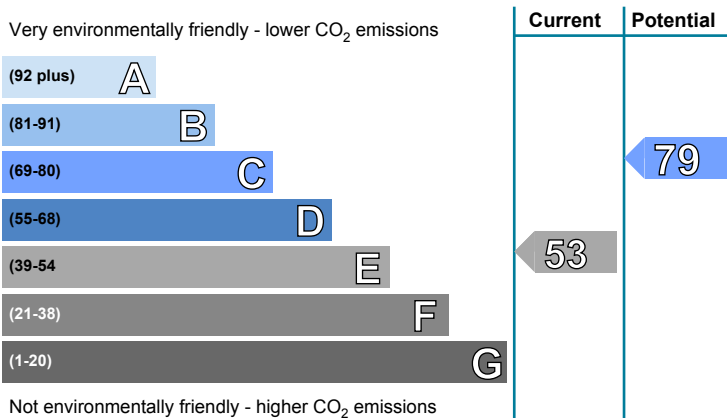 Very environmentally friendly - lower CO2 emissions
Current
Potential
(92 plus) A
(81-91) B
(69-80) C
79
(55-68) D
(39-54 E
53
(21-38) F
(1-20) G
Not environmentally friendly - higher CO2 emissions